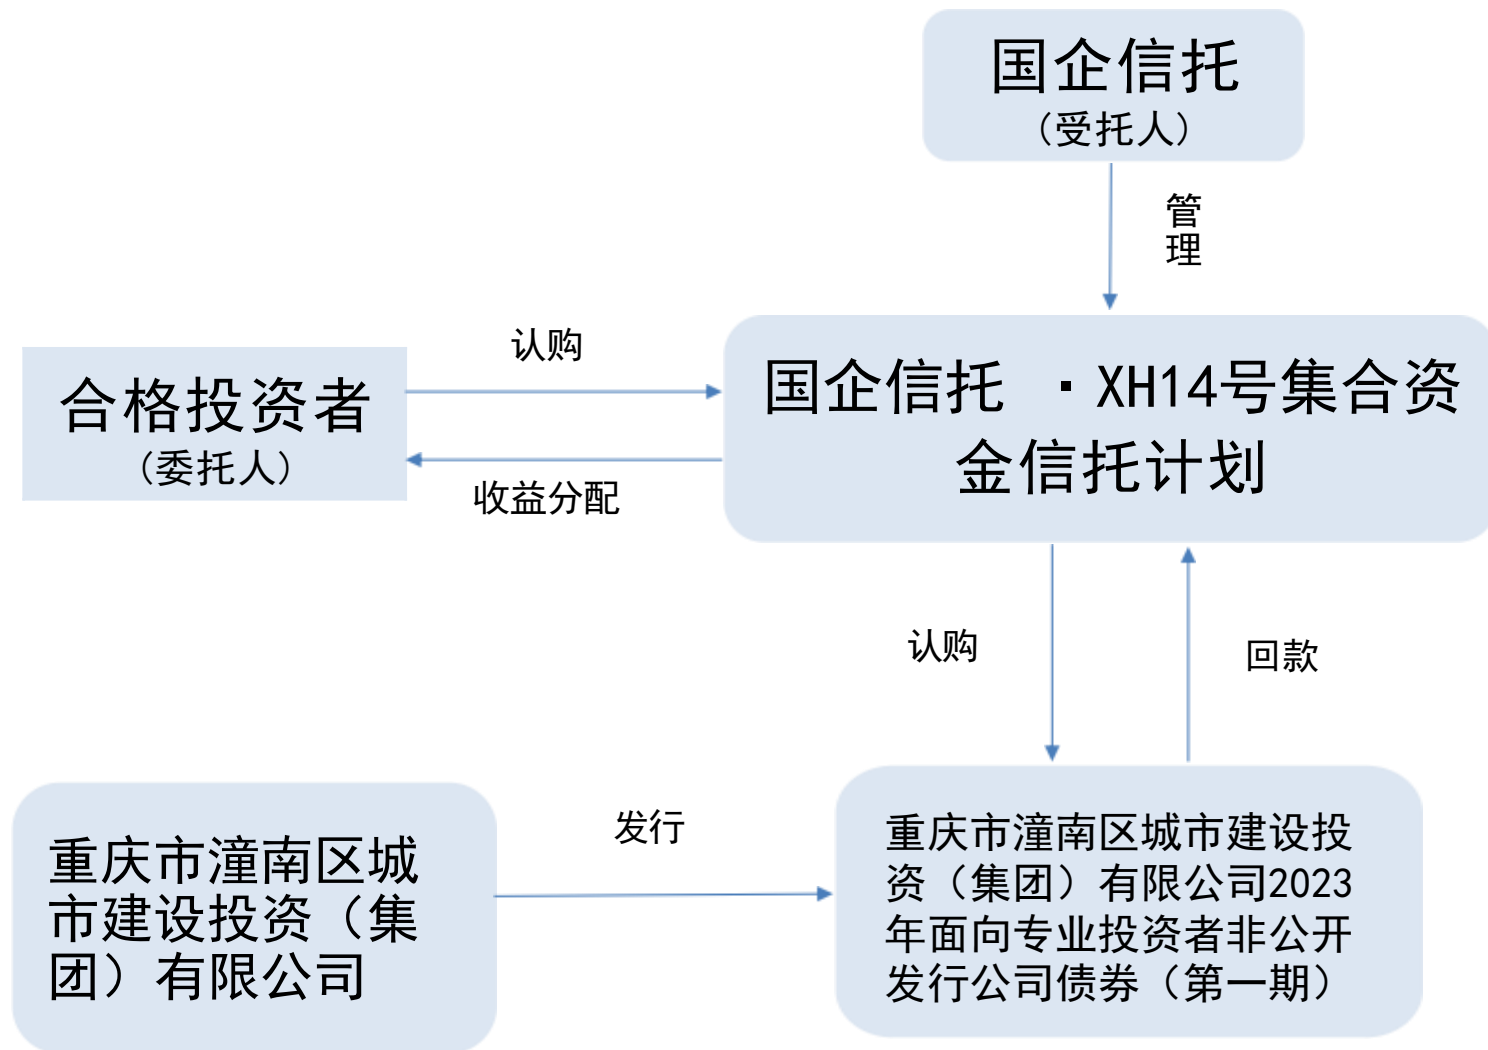 国企信托
（受托人）
管
理
认购
合格投资者
（委托人）
收益分配
国企信托 ·XH14号集合资
金信托计划
认购
回款
重庆市潼南区城
市建设投资（集
团）有限公司
发行
重庆市潼南区城市建设投
资（集团）有限公司2023
年面向专业投资者非公开
发行公司债券（第一期）